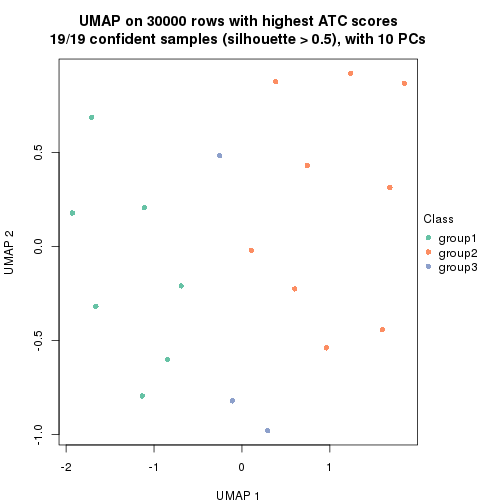 UMAP on 30000 rows with highest ATC scores
19/19 confident samples (silhouette > 0.5), with 10 PCs
0.5
0.0
-0.5
-1.0
UMAP 2
-2
-1
0
1
UMAP 1
Class
group1
group2
group3